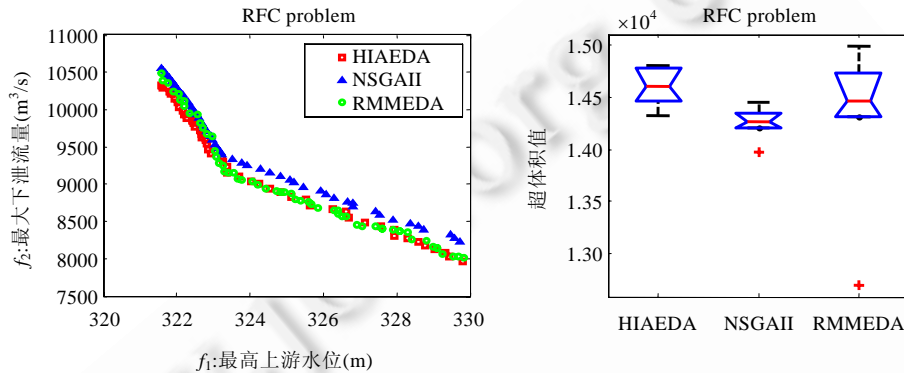 RFC problem
11000
10500
10000
9500
9000
8500
8000
7500
320
322
324
326
328
330
HIAEDA
NSGAII
RMMEDA
f2:最大下泄流量(m³/s)
f1:最高上游水位(m)
RFC problem
×10⁴
1.50
1.45
1.40
1.30
超体积值
HIAEDA
NSGAII
RMMEDA